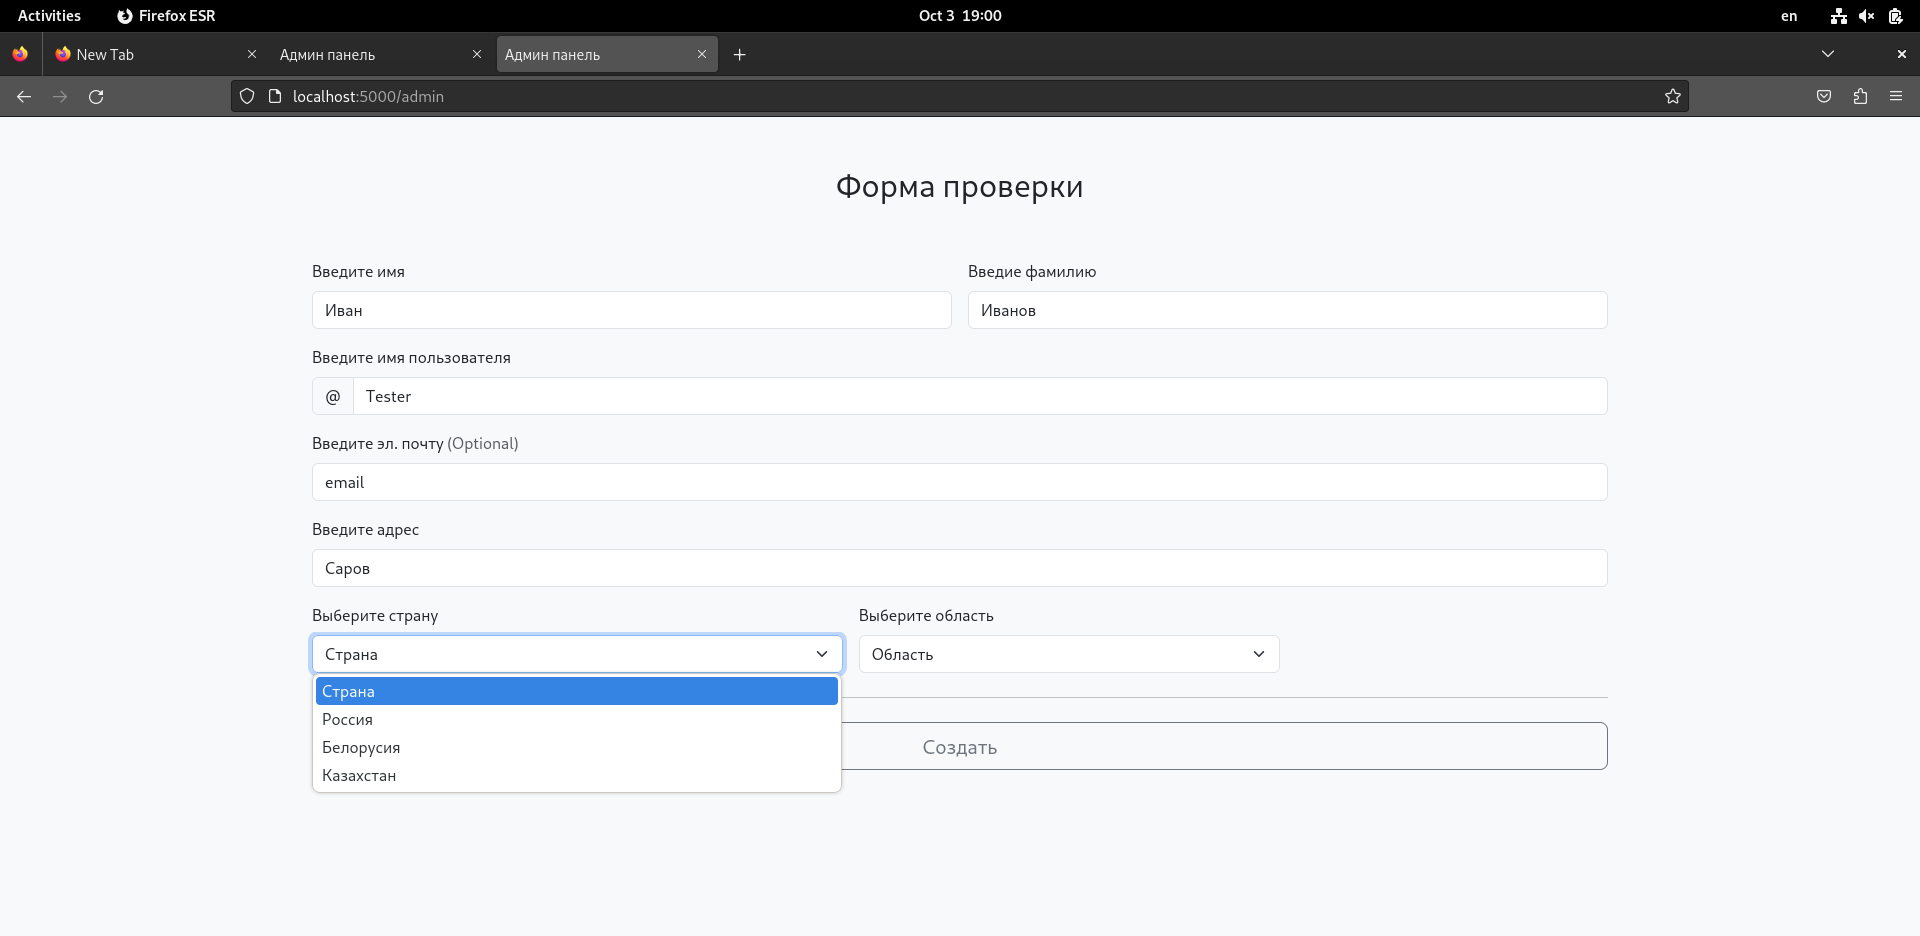 Activities Firefox ESR Oct 3 19:00 en
New Tab Админ панель Админ панель
localhost:5000/admin
Форма проверки
Введите имя Введие фамилию
Иван Иванов
Введите имя пользователя
@ Tester
Введите эл. почту (Optional)
email
Введите адрес
Саров
Выберите страну Выберите область
Страна Область
Страна
Россия
Белорусия
Казахстан
Создать